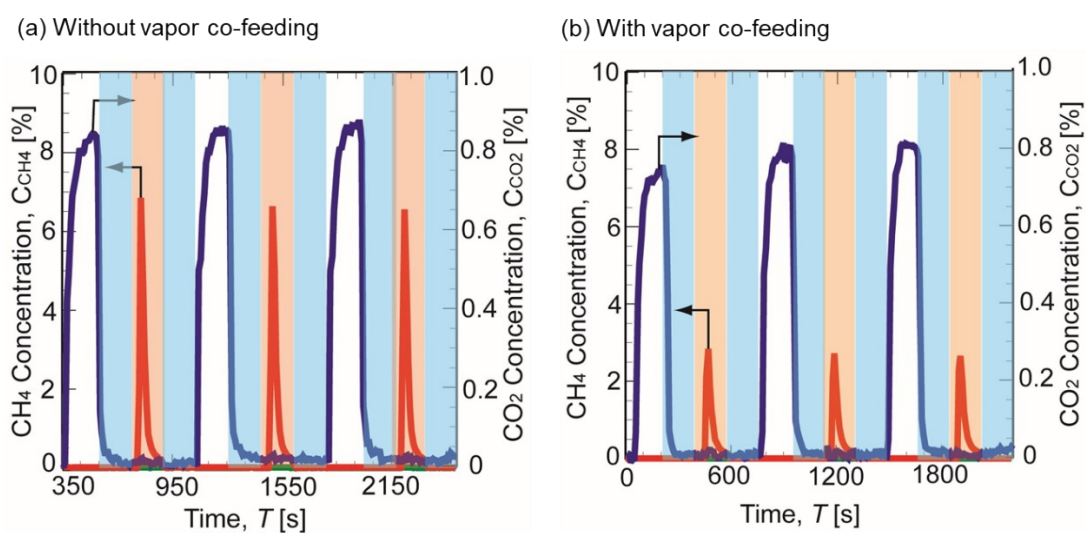 (a) Without vapor co-feeding
10
8
6
4
2
0
CH4 Concentration, CCH4 [%]
1.0
0.8
0.6
0.4
0.2
0
CO2 Concentration, CCO2 [%]
350 950 1550 2150
Time, T [s]
(b) With vapor co-feeding
10
8
6
4
2
0
CH4 Concentration, CCH4 [%]
1.0
0.8
0.6
0.4
0.2
0
CO2 Concentration, CCO2 [%]
0 600 1200 1800
Time, T [s]